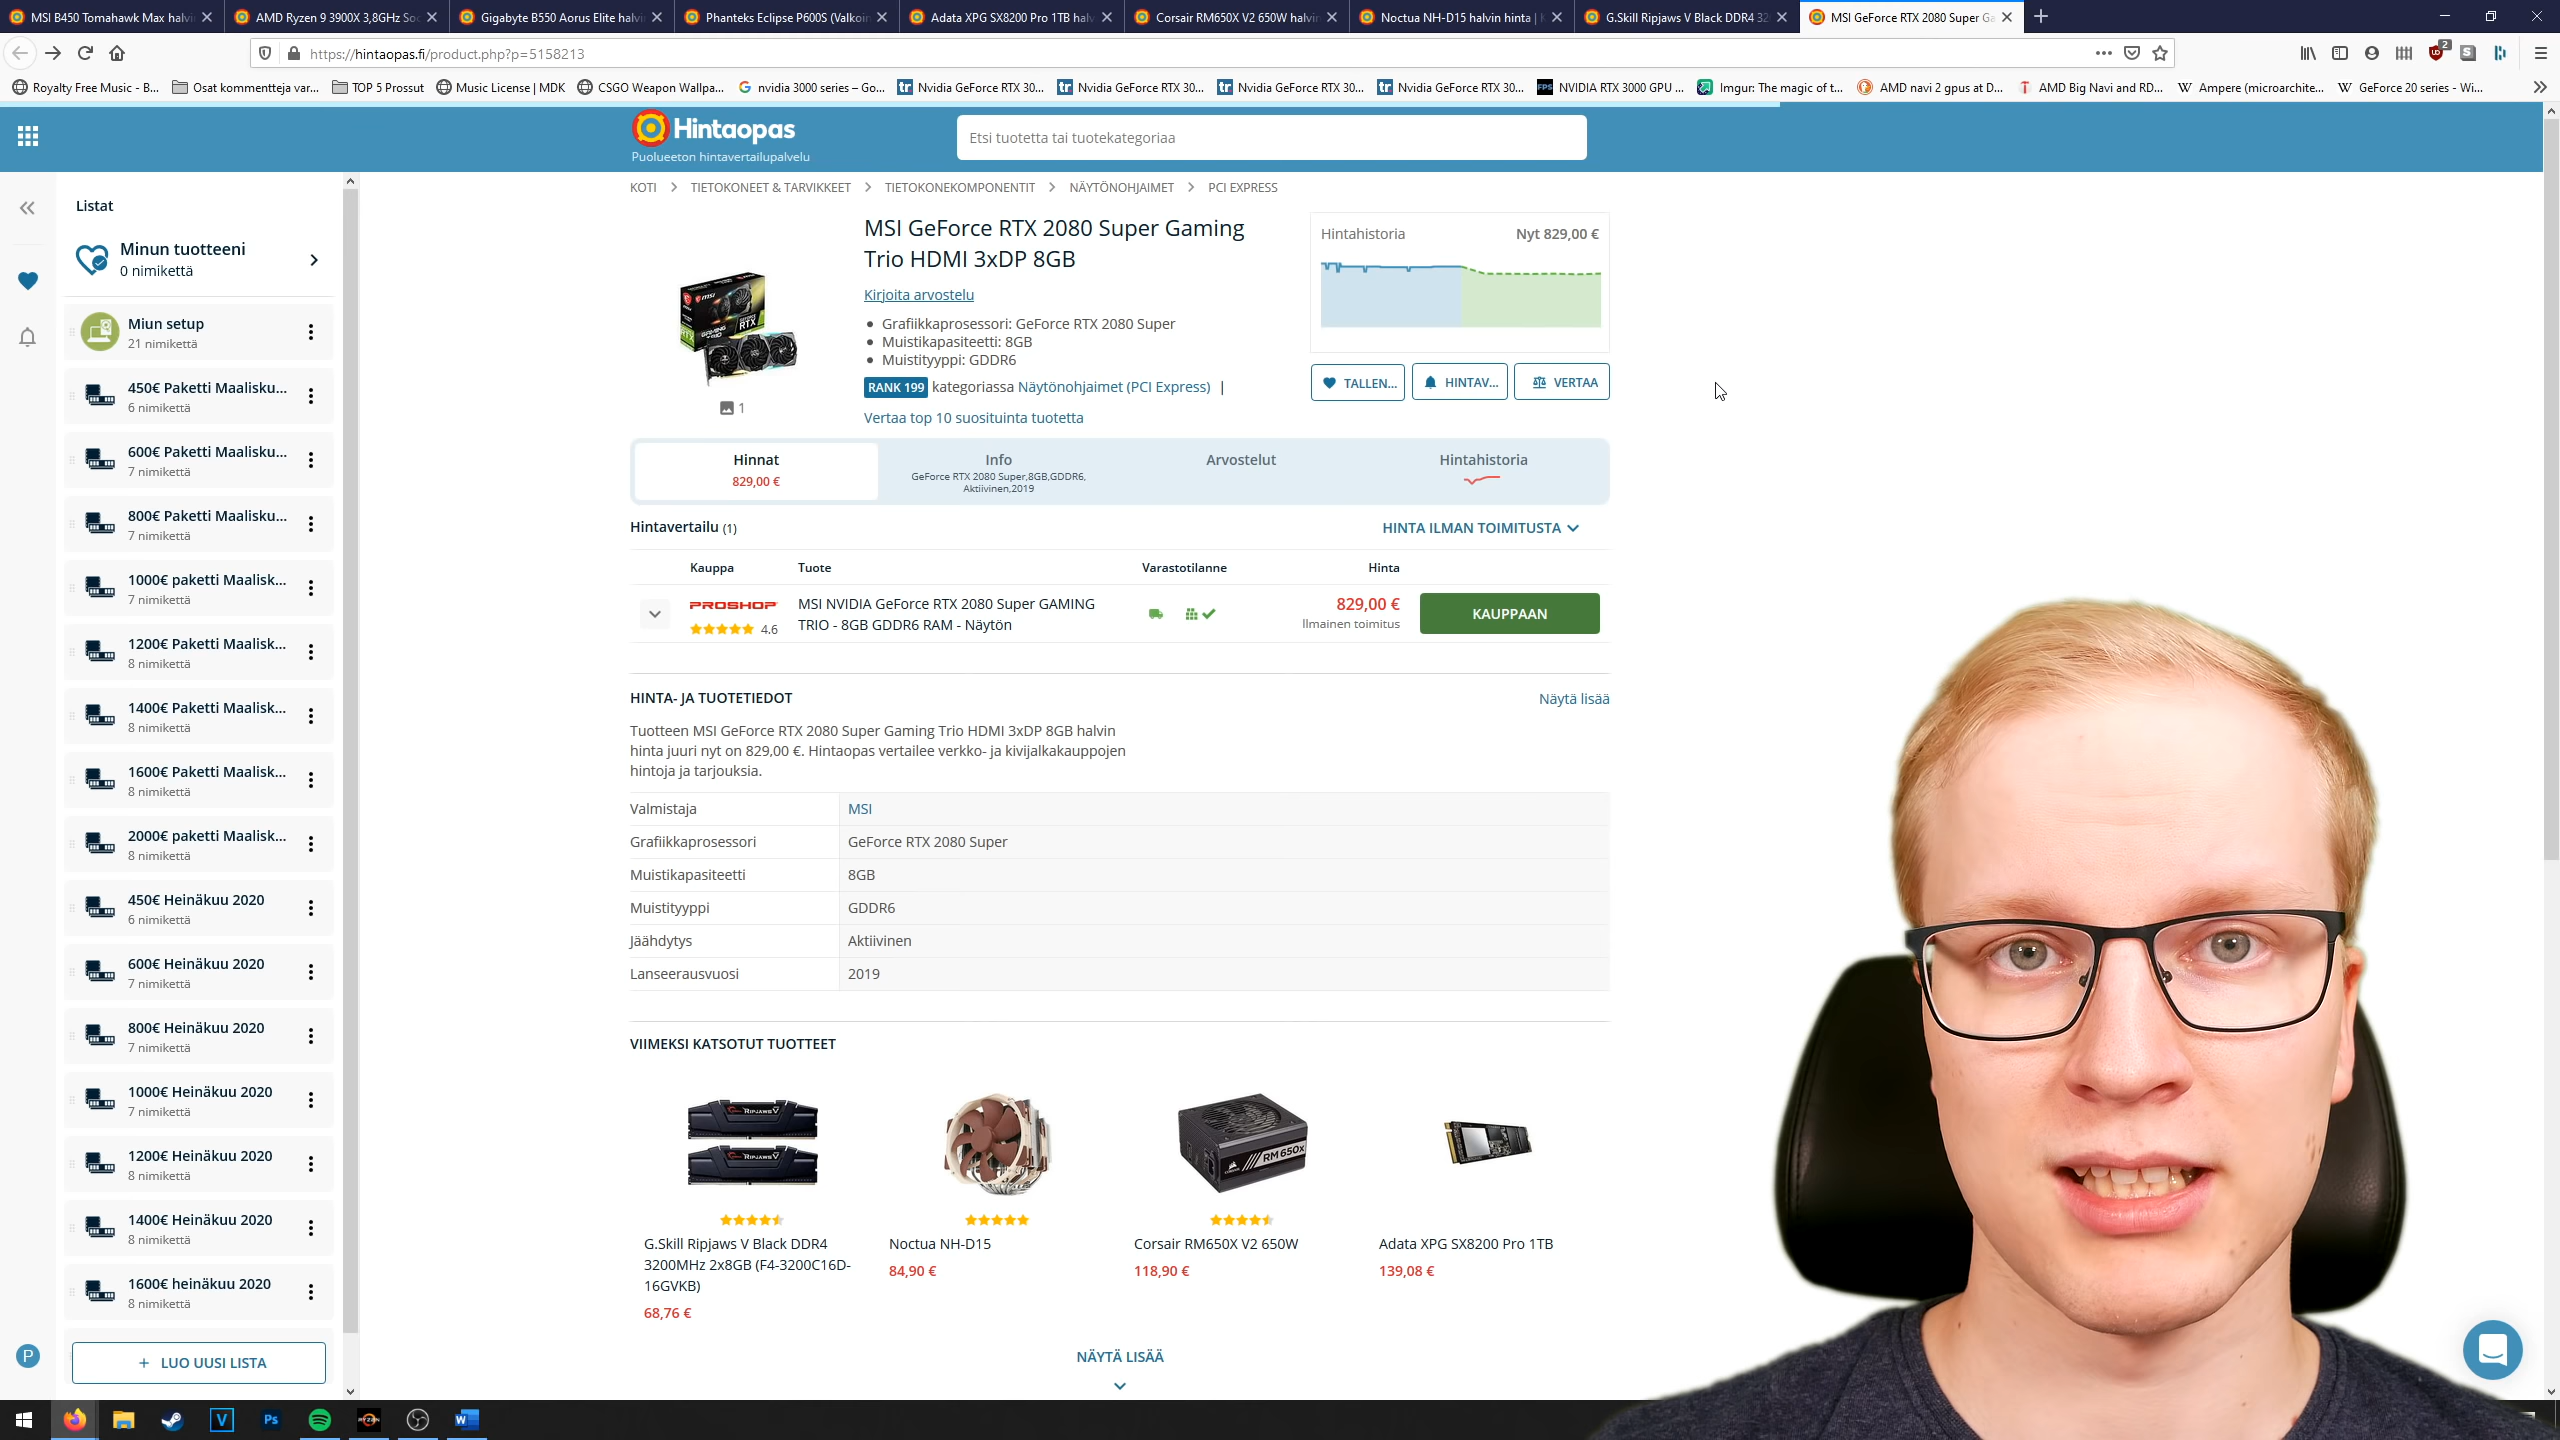 MSI B450 Tomahawk Max halvi
AMD Ryzen 9 3900X 3,8GHz Soc
Gigabyte B550 Aorus Elite halvi
Phanteks Eclipse P600S (Valkoin
Adata XPG SX8200 Pro 1TB halv
Corsair RM650X V2 650W halvin
Noctua NH-D15 halvin hinta |
G.Skill Ripjaws V Black DDR4 32
MSI GeForce RTX 2080 Super Ga
https://hintaopas.fi/product.php?p=5158213
2
Royalty Free Music - B...
Osat kommentteja var...
TOP 5 Prossut
Music License | MDK
CSGO Weapon Wallpa...
nvidia 3000 series – Go...
Nvidia GeForce RTX 30...
Nvidia GeForce RTX 30...
Nvidia GeForce RTX 30...
Nvidia GeForce RTX 30...
NVIDIA RTX 3000 GPU ...
Imgur: The magic of t...
AMD navi 2 gpus at D...
AMD Big Navi and RD...
Ampere (microarchite...
GeForce 20 series - Wi...
Hintaopas
Puolueeton hintavertailupalvelu
Etsi tuotetta tai tuotekategoriaa
Listat
Minun tuotteeni
0 nimikettä
Miun setup
21 nimikettä
450€ Paketti Maalisku...
6 nimikettä
600€ Paketti Maalisku...
7 nimikettä
800€ Paketti Maalisku...
7 nimikettä
1000€ paketti Maalisk...
7 nimikettä
1200€ Paketti Maalisk...
8 nimikettä
1400€ Paketti Maalisk...
8 nimikettä
1600€ Paketti Maalisk...
8 nimikettä
2000€ paketti Maalisk...
8 nimikettä
450€ Heinäkuu 2020
6 nimikettä
600€ Heinäkuu 2020
7 nimikettä
800€ Heinäkuu 2020
7 nimikettä
1000€ Heinäkuu 2020
7 nimikettä
1200€ Heinäkuu 2020
8 nimikettä
1400€ Heinäkuu 2020
8 nimikettä
1600€ heinäkuu 2020
8 nimikettä
P
+ LUO UUSI LISTA
KOTI > TIETOKONEET & TARVIKKEET > TIETOKONEKOMPONENTIT > NÄYTÖNOHJAIMET > PCI EXPRESS
MSI GeForce RTX 2080 Super Gaming
Trio HDMI 3xDP 8GB
Kirjoita arvostelu
• Grafiikkaprosessori: GeForce RTX 2080 Super
• Muistikapasiteetti: 8GB
• Muistityyppi: GDDR6
RANK 199 kategoriassa Näytönohjaimet (PCI Express) |
Vertaa top 10 suosituinta tuotetta
1
Hintahistoria Nyt 829,00 €
TALLEN...
HINTAV...
VERTAA
Hinnat
829,00 €
Info
GeForce RTX 2080 Super,8GB,GDDR6,
Aktiivinen,2019
Arvostelut
Hintahistoria
Hintavertailu (1)
HINTA ILMAN TOIMITUSTA
Kauppa Tuote Varastotilanne Hinta
PROSHOP
4.6
MSI NVIDIA GeForce RTX 2080 Super GAMING
TRIO - 8GB GDDR6 RAM - Näytön
829,00 €
Ilmainen toimitus
KAUPPAAN
HINTA- JA TUOTETIEDOT
Näytä lisää
Tuotteen MSI GeForce RTX 2080 Super Gaming Trio HDMI 3xDP 8GB halvin
hinta juuri nyt on 829,00 €. Hintaopas vertailee verkko- ja kivijalkakauppojen
hintoja ja tarjouksia.
Valmistaja MSI
Grafiikkaprosessori GeForce RTX 2080 Super
Muistikapasiteetti 8GB
Muistityyppi GDDR6
Jäähdytys Aktiivinen
Lanseerausvuosi 2019
VIIMEKSI KATSOTUT TUOTTEET
RIPJAWS V
RIPJAWS V
RM 650x
G.Skill Ripjaws V Black DDR4
3200MHz 2x8GB (F4-3200C16D-
16GVKB)
68,76 €
Noctua NH-D15
84,90 €
Corsair RM650X V2 650W
118,90 €
Adata XPG SX8200 Pro 1TB
139,08 €
NÄYTÄ LISÄÄ